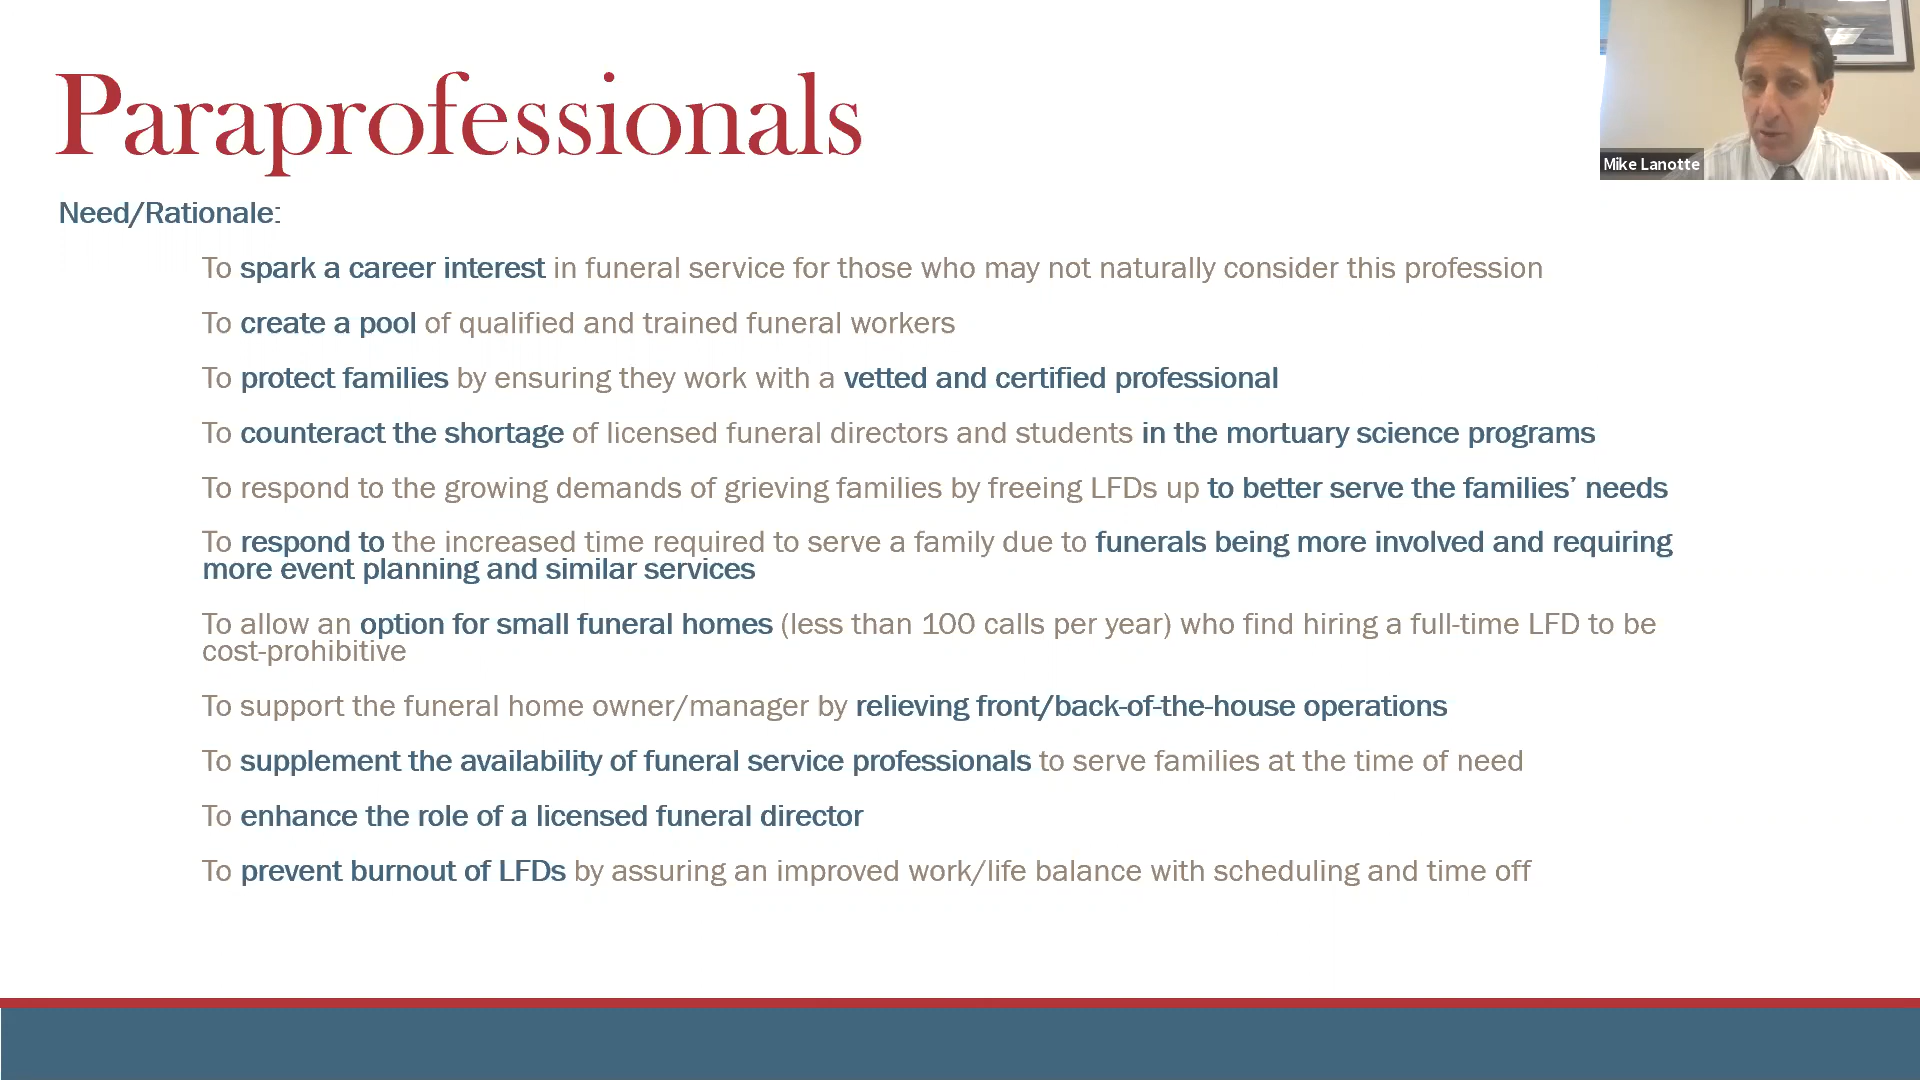 Paraprofessionals
Mike Lanotte
Need/Rationale:
To spark a career interest in funeral service for those who may not naturally consider this profession
To create a pool of qualified and trained funeral workers
To protect families by ensuring they work with a vetted and certified professional
To counteract the shortage of licensed funeral directors and students in the mortuary science programs
To respond to the growing demands of grieving families by freeing LFDs up to better serve the families’ needs
To respond to the increased time required to serve a family due to funerals being more involved and requiring
more event planning and similar services
To allow an option for small funeral homes (less than 100 calls per year) who find hiring a full-time LFD to be
cost-prohibitive
To support the funeral home owner/manager by relieving front/back-of-the-house operations
To supplement the availability of funeral service professionals to serve families at the time of need
To enhance the role of a licensed funeral director
To prevent burnout of LFDs by assuring an improved work/life balance with scheduling and time off